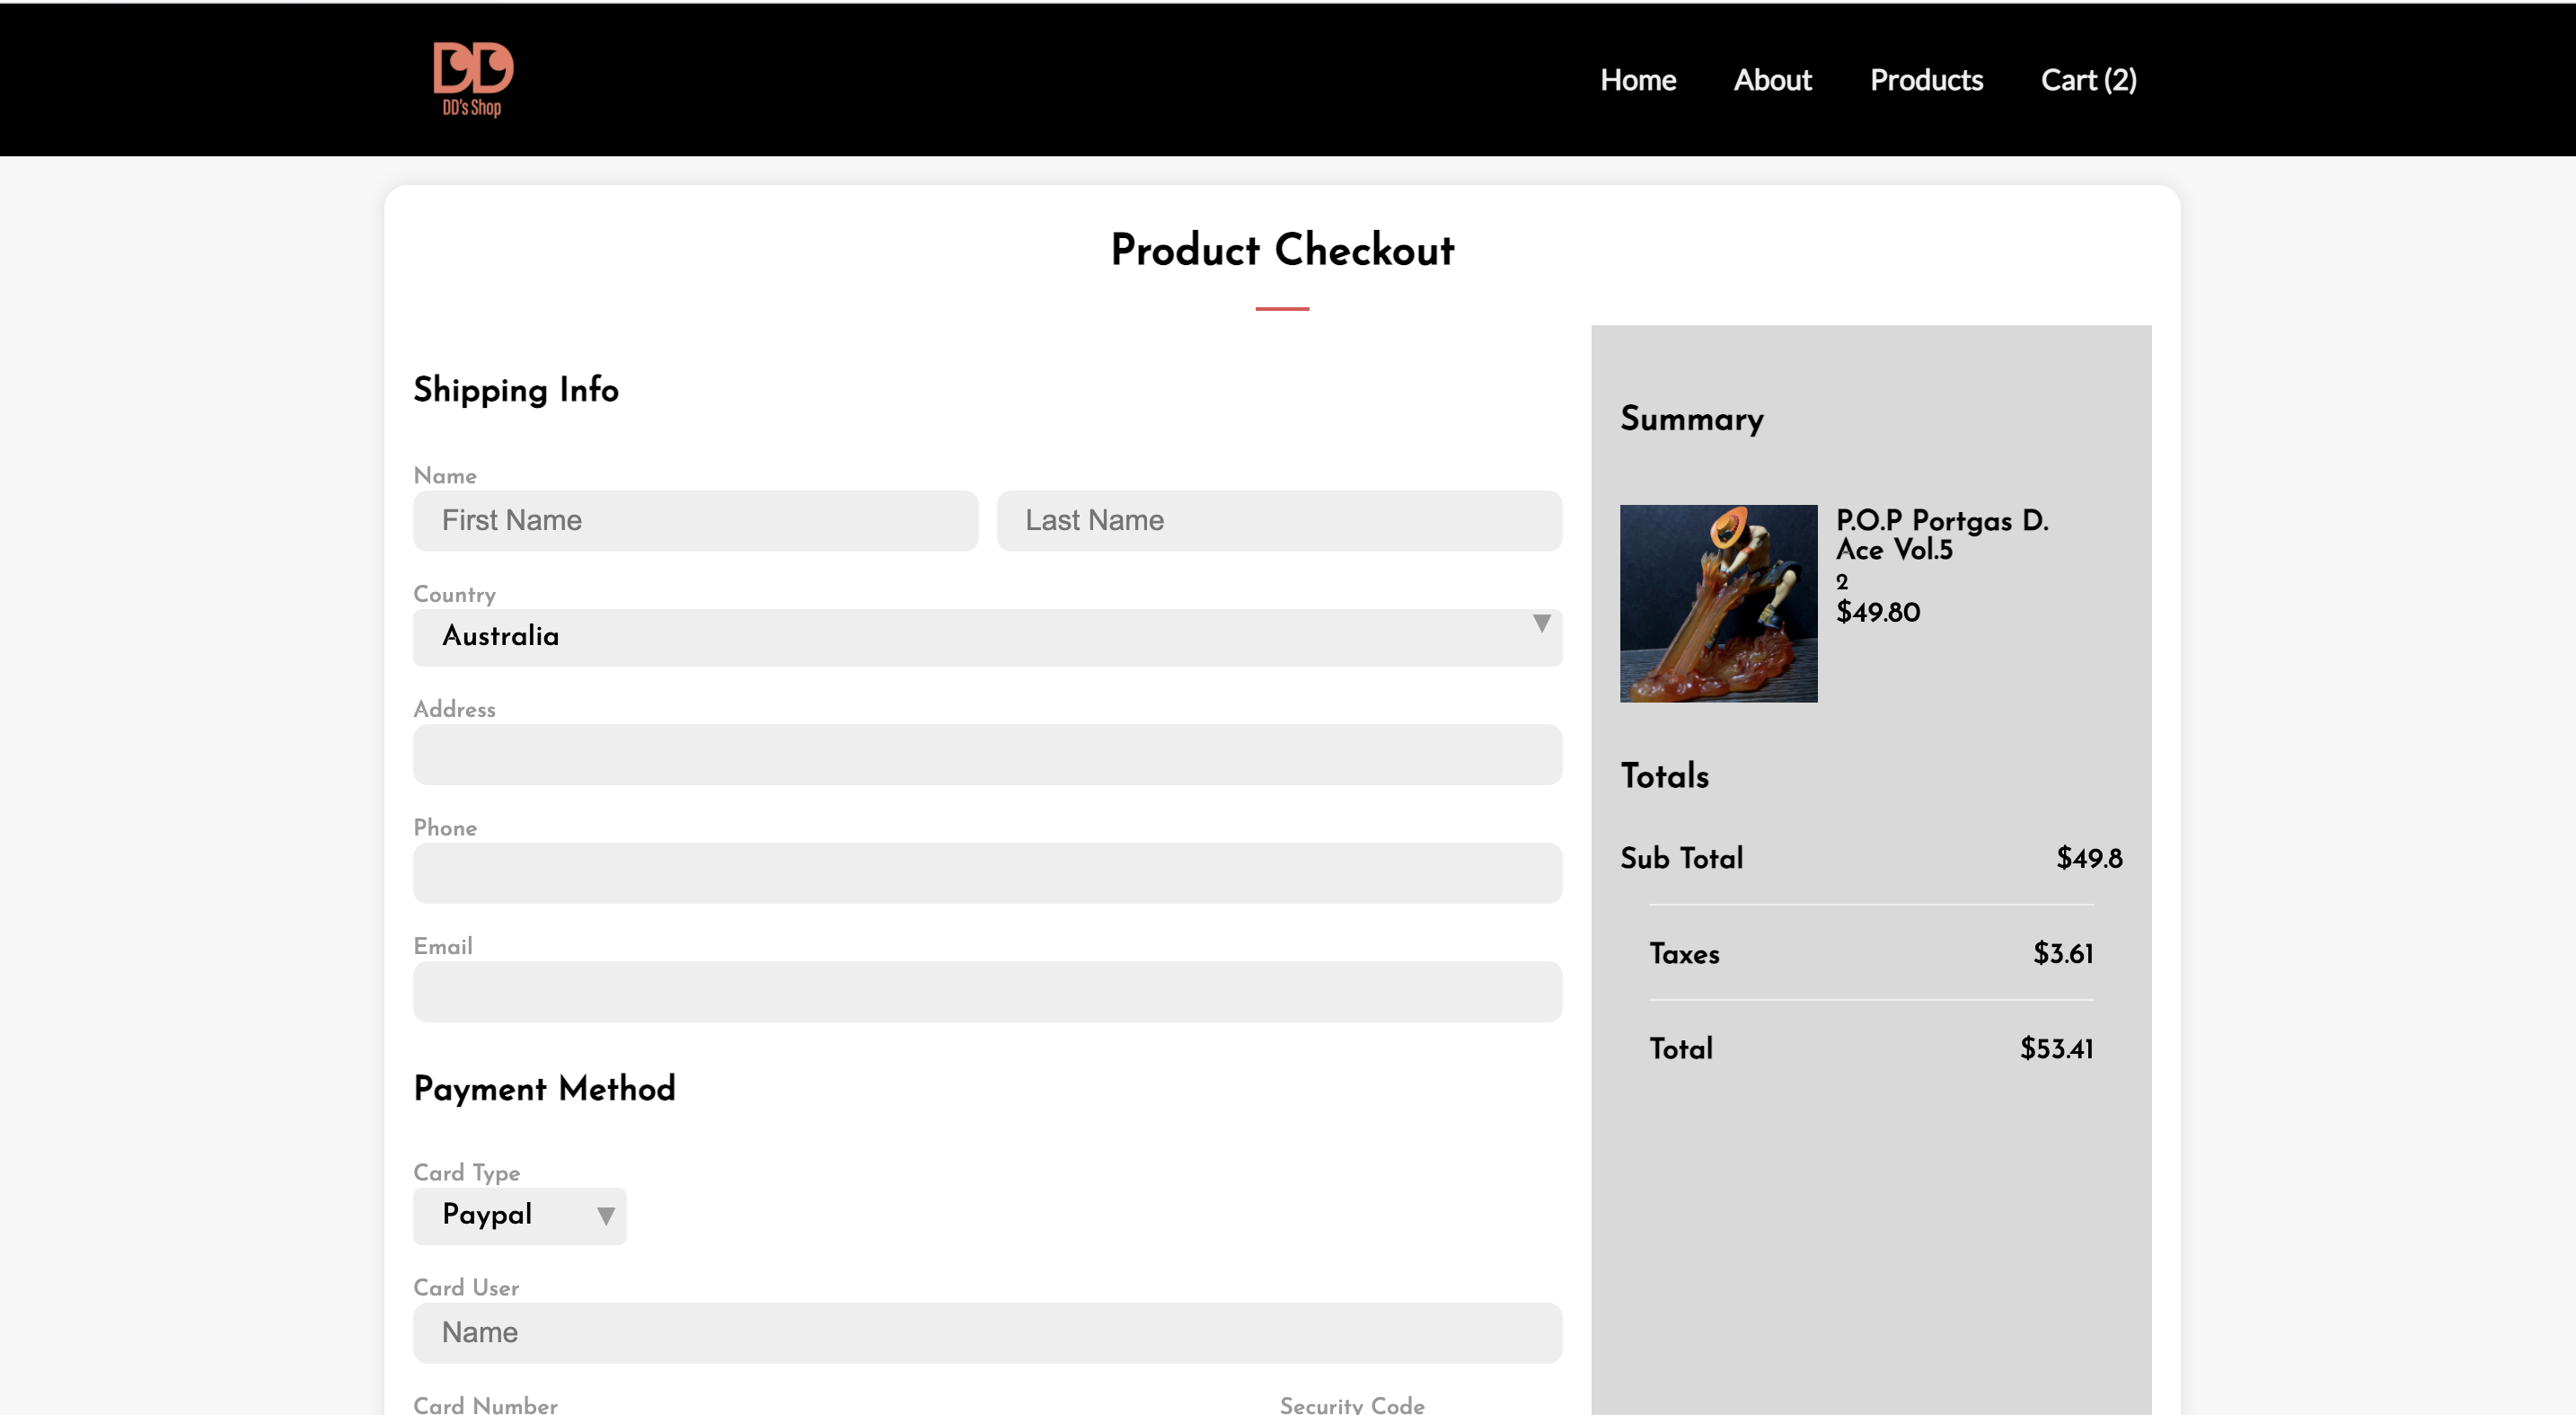 DD
DD's Shop
Home About Products Cart (2)
Product Checkout
Shipping Info
Name
First Name Last Name
Country
Australia
Address
Phone
Email
Payment Method
Card Type
Paypal
Card User
Name
Card Number Security Code
Summary
P.O.P Portgas D.
Ace Vol.5
2
$49.80
Totals
Sub Total $49.8
Taxes $3.61
Total $53.41